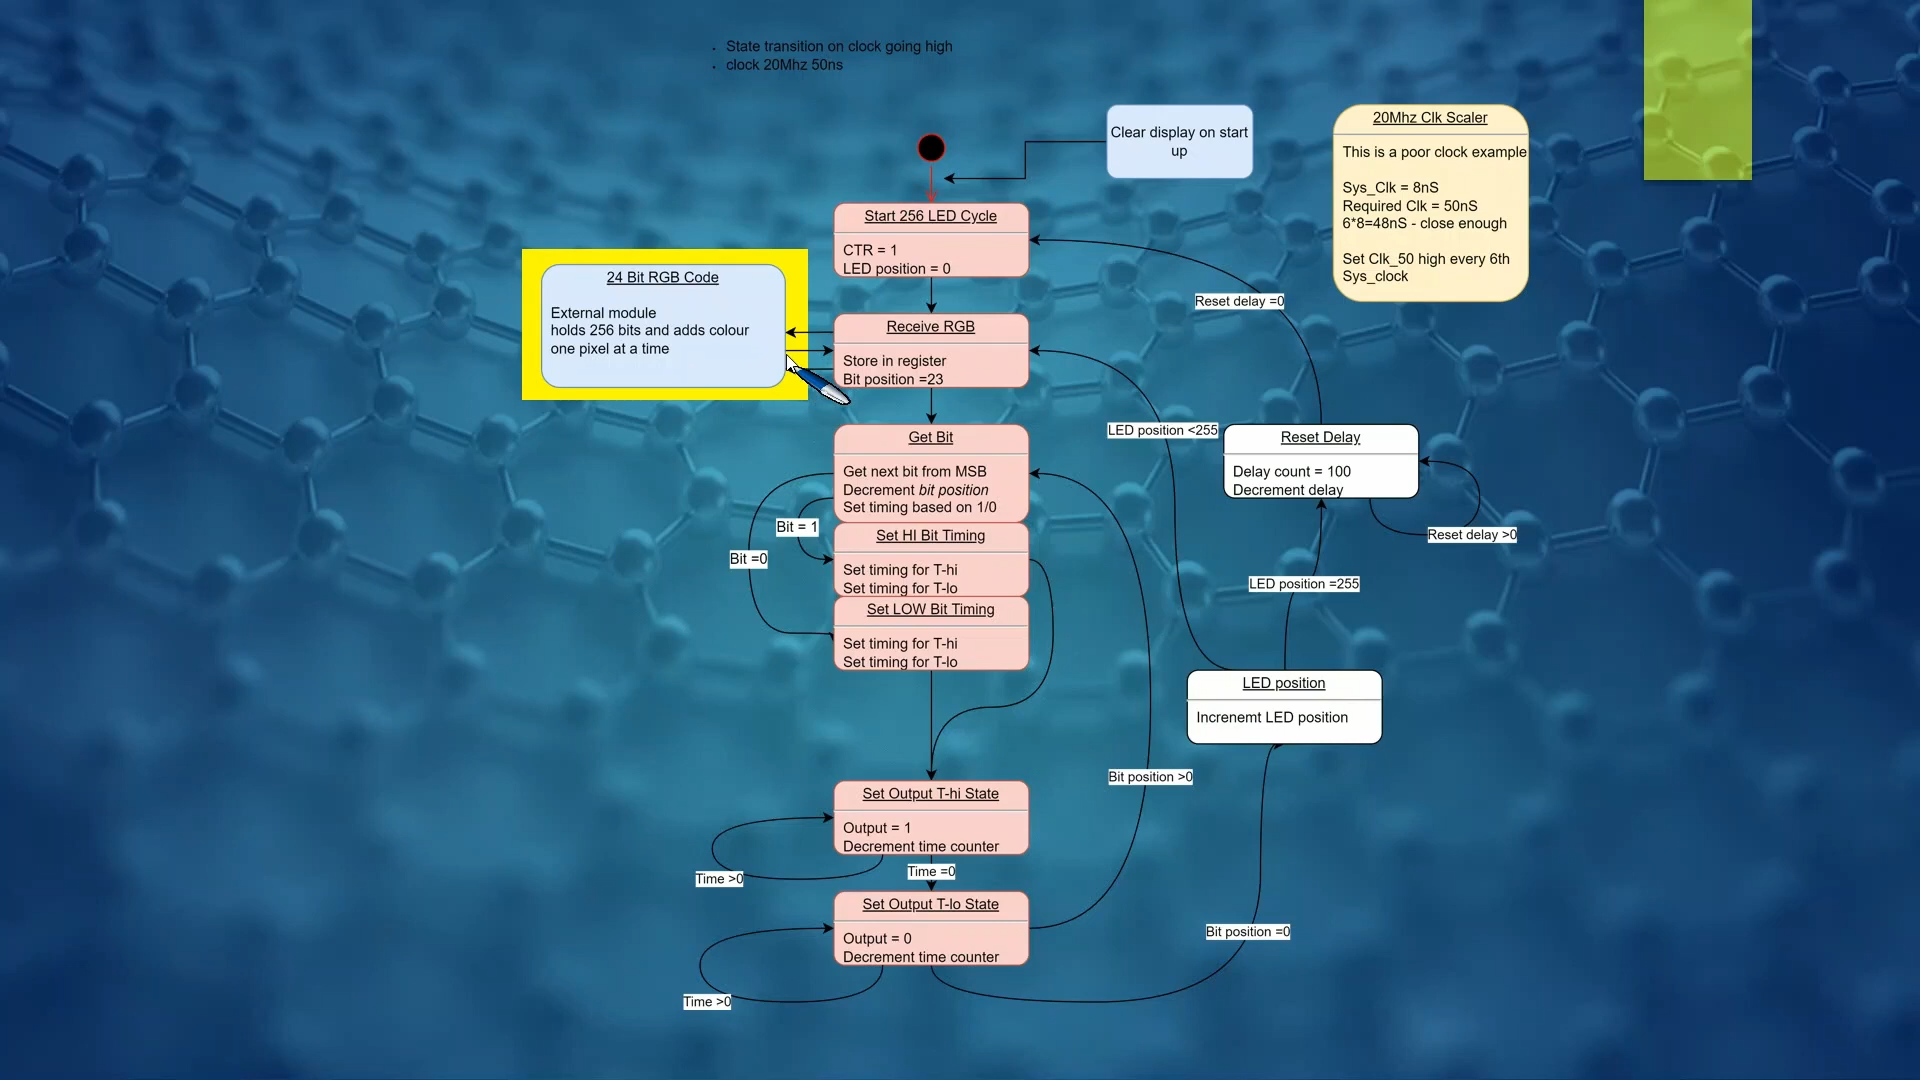 State transition on clock going high
clock 20Mhz 50ns
Clear display on start
up
20Mhz Clk Scaler
This is a poor clock example
Sys_Clk = 8nS
Required Clk = 50nS
6*8=48nS - close enough
Set Clk_50 high every 6th
Sys_clock
Start 256 LED Cycle
CTR = 1
LED position = 0
24 Bit RGB Code
External module
holds 256 bits and adds colour
one pixel at a time
Reset delay =0
Receive RGB
Store in register
Bit position =23
LED position <255
Get Bit
Get next bit from MSB
Decrement bit position
Set timing based on 1/0
Reset Delay
Delay count = 100
Decrement delay
Reset delay >0
Bit = 1
Bit =0
Set HI Bit Timing
Set timing for T-hi
Set timing for T-lo
LED position =255
Set LOW Bit Timing
Set timing for T-hi
Set timing for T-lo
LED position
Increnemt LED position
Bit position >0
Set Output T-hi State
Output = 1
Decrement time counter
Time >0
Time =0
Set Output T-lo State
Output = 0
Decrement time counter
Bit position =0
Time >0